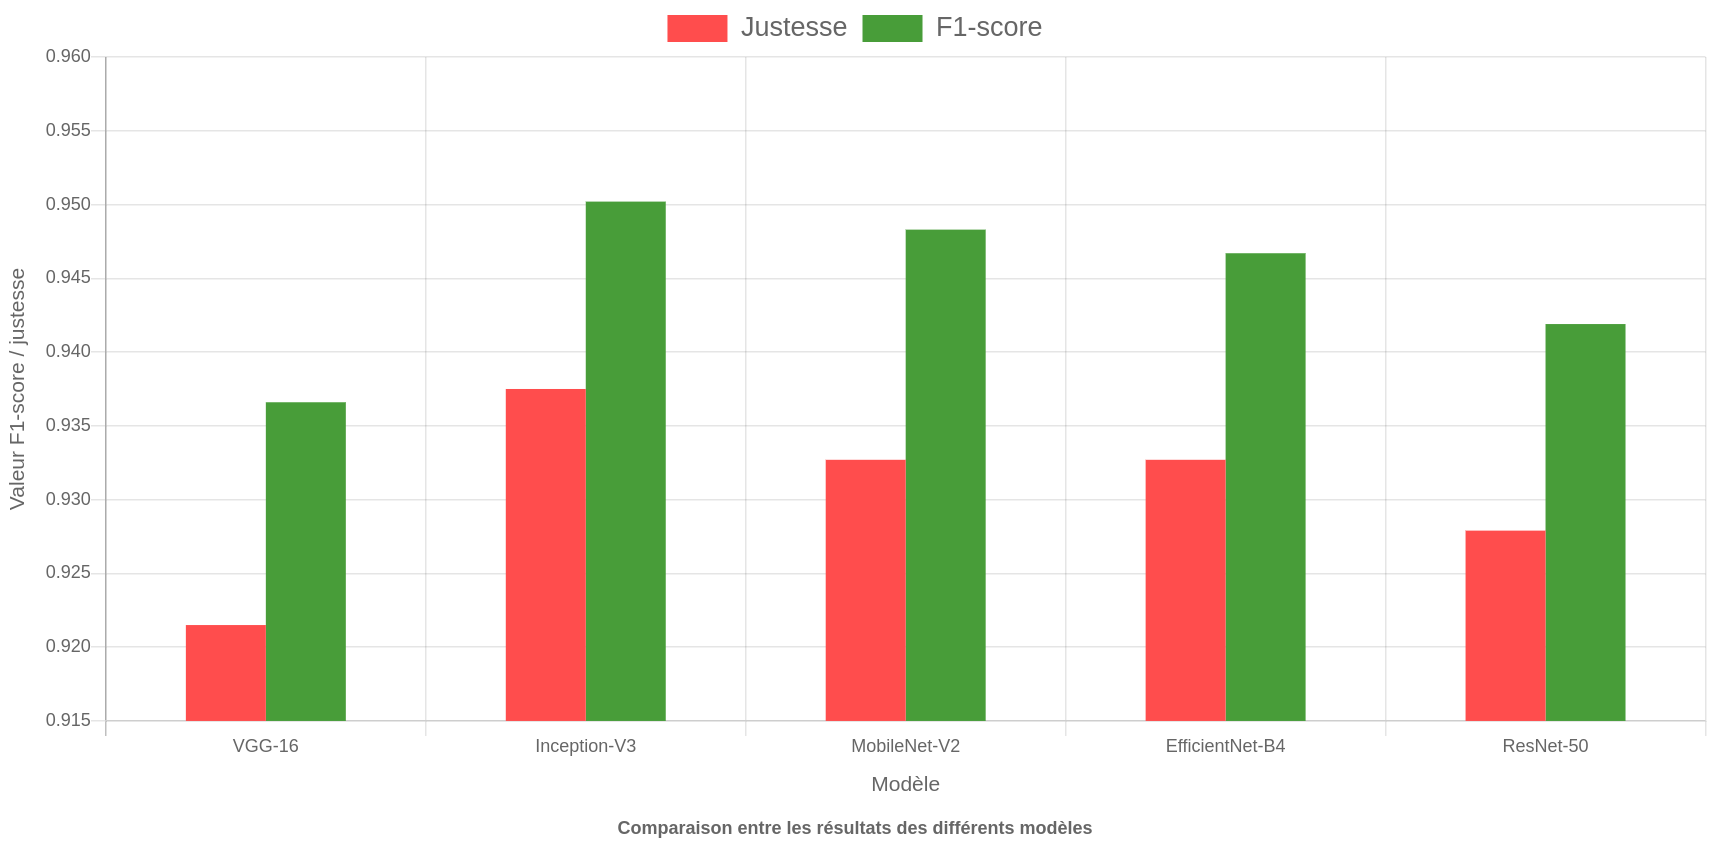 Justesse F1-score
0.960
0.955
0.950
0.945
0.940
0.935
0.930
0.925
0.920
0.915
Valeur F1-score / justesse
VGG-16 Inception-V3 MobileNet-V2 EfficientNet-B4 ResNet-50
Modèle
Comparaison entre les résultats des différents modèles